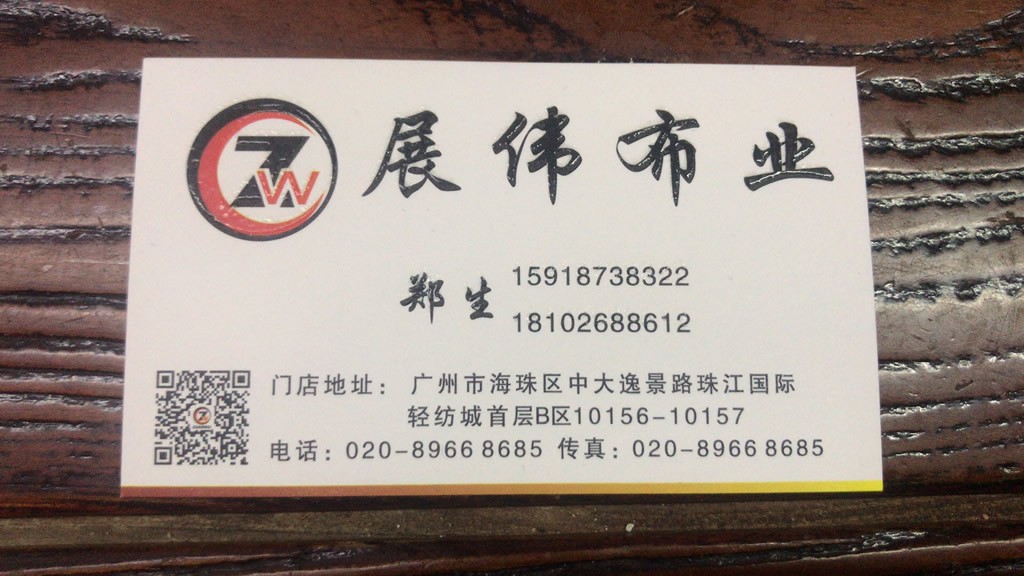 ZW
展伟布业
郑生 15918738322
18102688612
门店地址：广州市海珠区中大逸景路珠江国际
轻纺城首层B区10156-10157
电话：020-8966 8685 传真：020-8966 8685